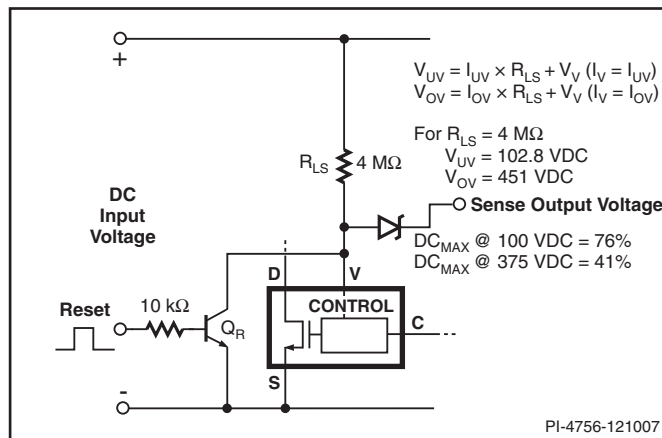 +
V_UV = I_UV × R_LS + V_V (I_V = I_UV)
V_OV = I_OV × R_LS + V_V (I_V = I_OV)
For R_LS = 4 MΩ
V_UV = 102.8 VDC
V_OV = 451 VDC
R_LS 4 MΩ
DC
Input
Voltage
Sense Output Voltage
DC_MAX @ 100 VDC = 76%
DC_MAX @ 375 VDC = 41%
D V
CONTROL
Reset
10 kΩ
Q_R
C
S
-
PI-4756-121007